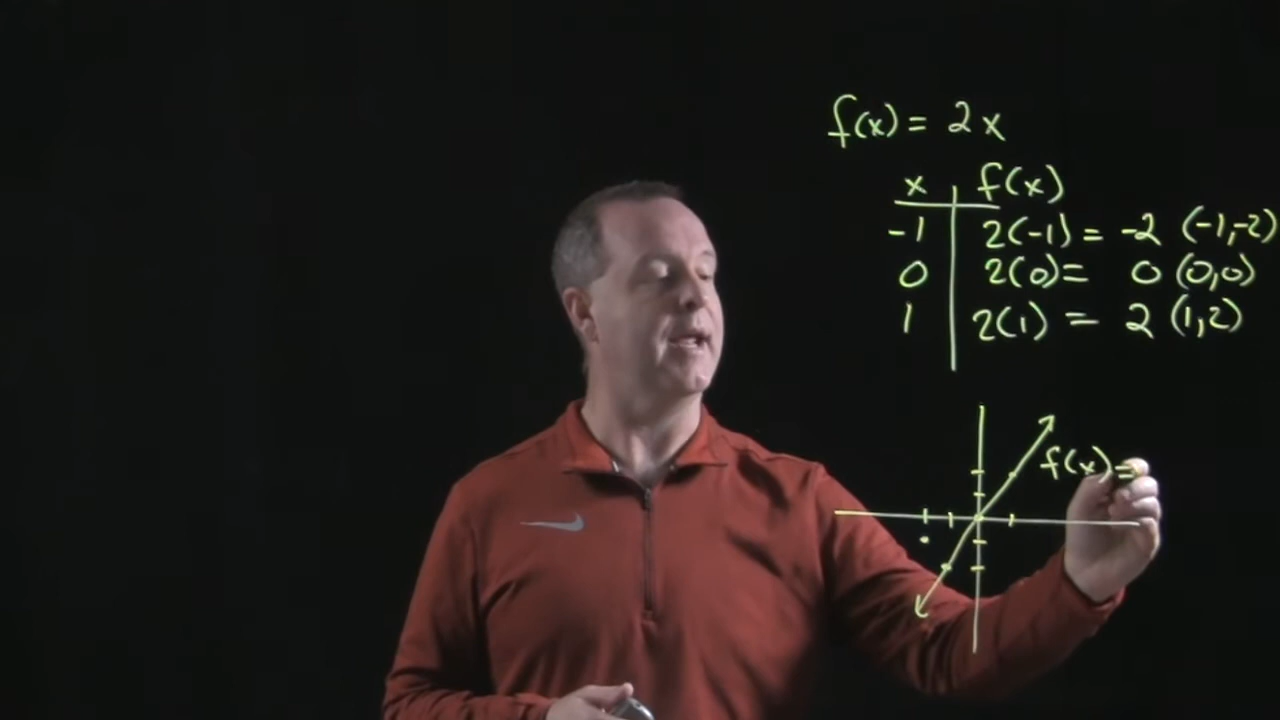 f(x) = 2x
x f(x)
-1 2(-1) = -2 (-1,-2)
0 2(0) = 0 (0,0)
1 2(1) = 2 (1,2)
f(x) =